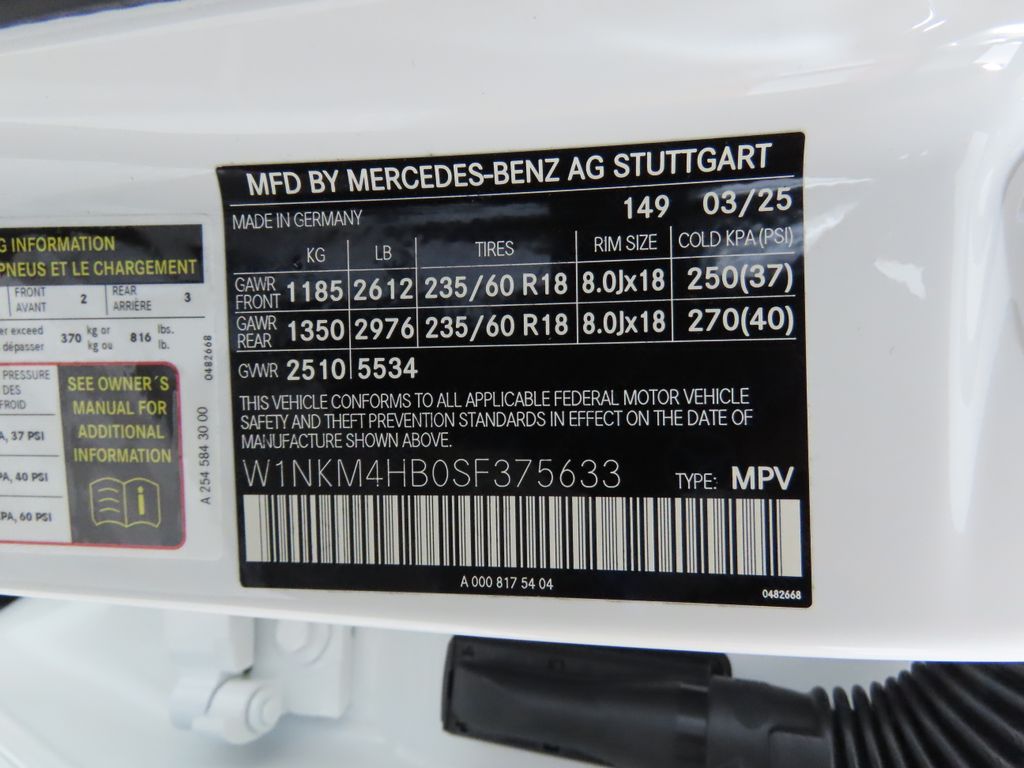 MFD BY MERCEDES-BENZ AG STUTTGART
MADE IN GERMANY 149 03/25
KG LB TIRES RIM SIZE COLD KPA(PSI)
GAWR FRONT 1185 2612 235/60 R18 8.0Jx18 250(37)
GAWR REAR 1350 2976 235/60 R18 8.0Jx18 270(40)
GVWR 2510 5534
THIS VEHICLE CONFORMS TO ALL APPLICABLE FEDERAL MOTOR VEHICLE
SAFETY AND THEFT PREVENTION STANDARDS IN EFFECT ON THE DATE OF
MANUFACTURE SHOWN ABOVE.
W1NKM4HB0SF375633 TYPE: MPV
A 000 817 54 04
0482668
G INFORMATION
PNEUS ET LE CHARGEMENT
FRONT AVANT 2 REAR ARRIÈRE 3
er exceed
dépasser 370 kg or kg ou 816 lbs. lb.
PRESSURE
DES
FROID
A, 37 PSI
PA, 40 PSI
PA, 60 PSI
SEE OWNER´S
MANUAL FOR
ADDITIONAL
INFORMATION
i
0482668
A 254 584 30 00